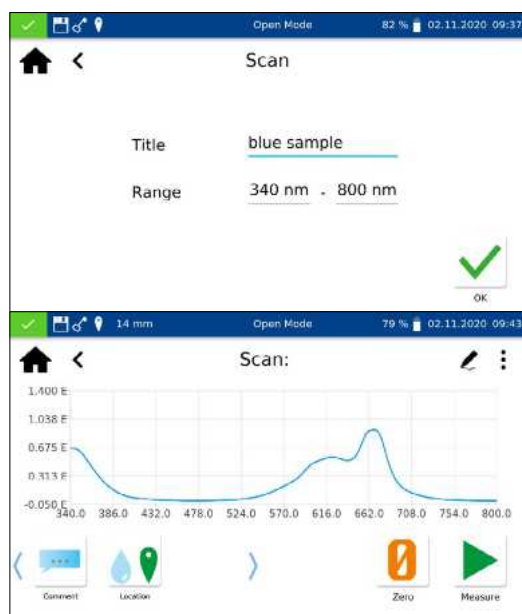 Open Mode 82 % 02.11.2020 09:37
Scan
Title blue sample
Range 340 nm - 800 nm
OK
14 mm Open Mode 79 % 02.11.2020 09:43
Scan:
1.400 E
1.038 E
0.675 E
0.313 E
-0.050 E
340.0 386.0 432.0 478.0 524.0 570.0 616.0 662.0 708.0 754.0 800.0
0
Comment Location Zero Measure